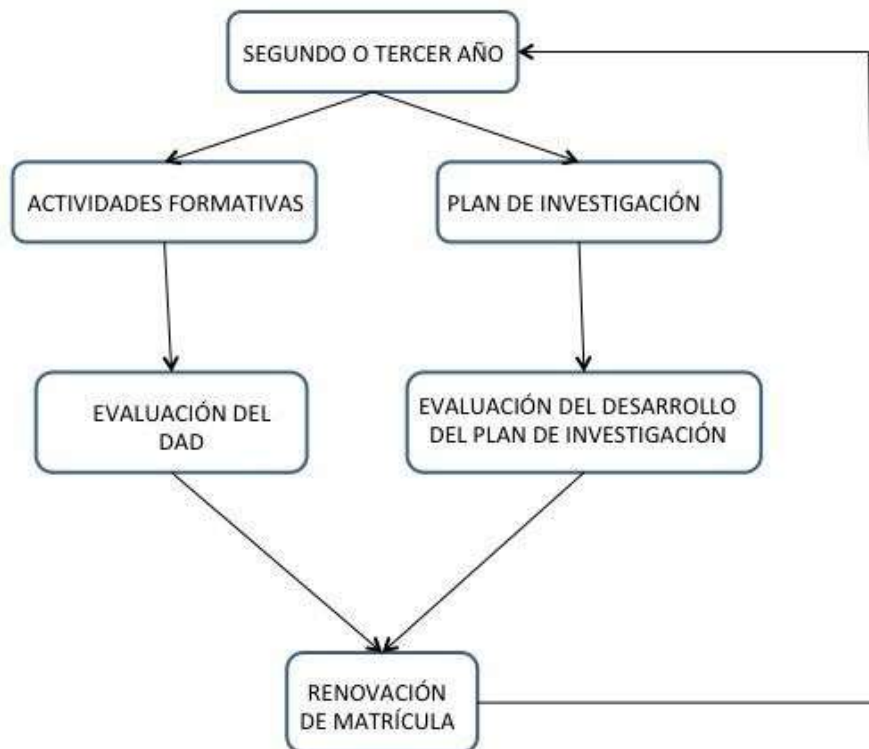 SEGUNDO O TERCER AÑO
ACTIVIDADES FORMATIVAS
PLAN DE INVESTIGACIÓN
EVALUACIÓN DEL
DAD
EVALUACIÓN DEL DESARROLLO
DEL PLAN DE INVESTIGACIÓN
RENOVACIÓN
DE MATRÍCULA